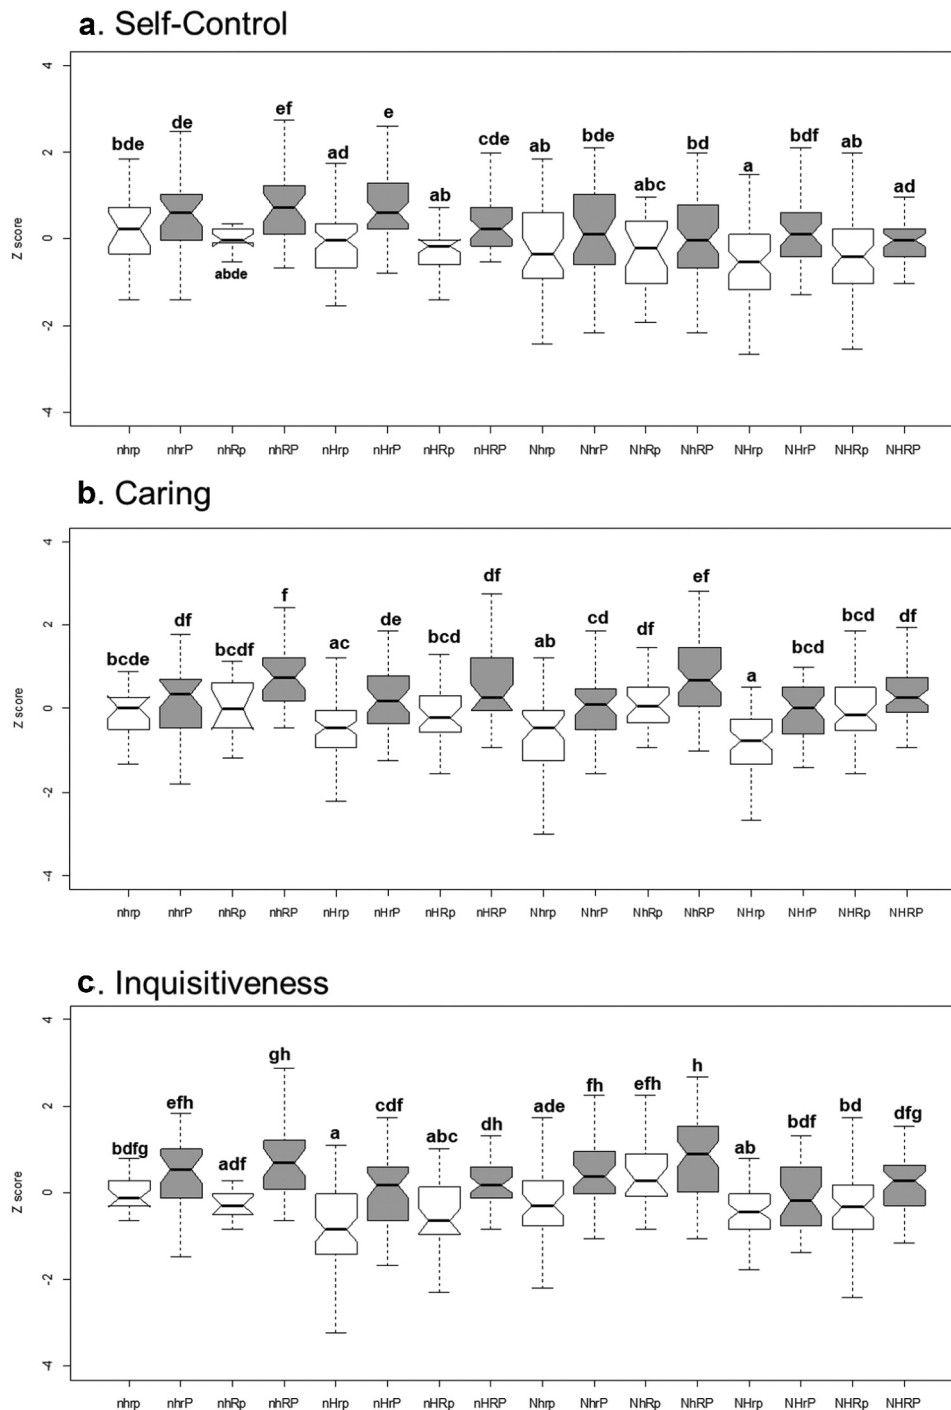 a. Self-Control
4
2
0
-2
-4
Z score
bde de ef ad e ab cde ab bde abc bd a bdf ab ad
abde
nhrp nhrP nhRp nhRP nHrp nHrP nHRp nHRP Nhrp NhrP NhRp NhRP NHrp NHrP NHRp NHRP
b. Caring
4
2
0
-2
-4
Z score
bcde df bcdf f ac de bcd df ab cd df ef a bcd bcd df
nhrp nhrP nhRp nhRP nHrp nHrP nHRp nHRP Nhrp NhrP NhRp NhRP NHrp NHrP NHRp NHRP
c. Inquisitiveness
4
2
0
-2
-4
Z score
bdfg efh adf gh a cdf abc dh ade fh efh h ab bdf bd dfg
nhrp nhrP nhRp nhRP nHrp nHrP nHRp nHRP Nhrp NhrP NhRp NhRP NHrp NHrP NHRp NHRP